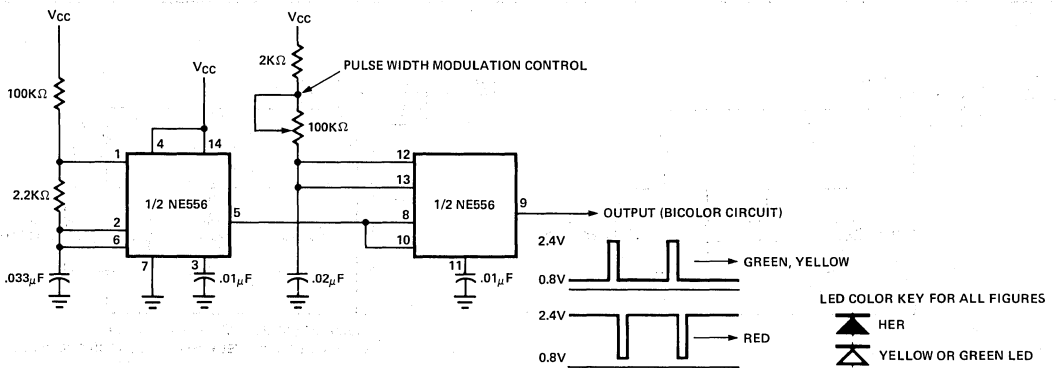 VCC
100KΩ
2.2KΩ
.033μF
1
2
6
4
14
VCC
1/2 NE556
5
7
3
.01μF
VCC
2KΩ
PULSE WIDTH MODULATION CONTROL
100KΩ
.02μF
12
13
8
10
1/2 NE556
9
11
.01μF
OUTPUT (BICOLOR CIRCUIT)
2.4V
0.8V
GREEN, YELLOW
2.4V
0.8V
RED
LED COLOR KEY FOR ALL FIGURES
HER
YELLOW OR GREEN LED